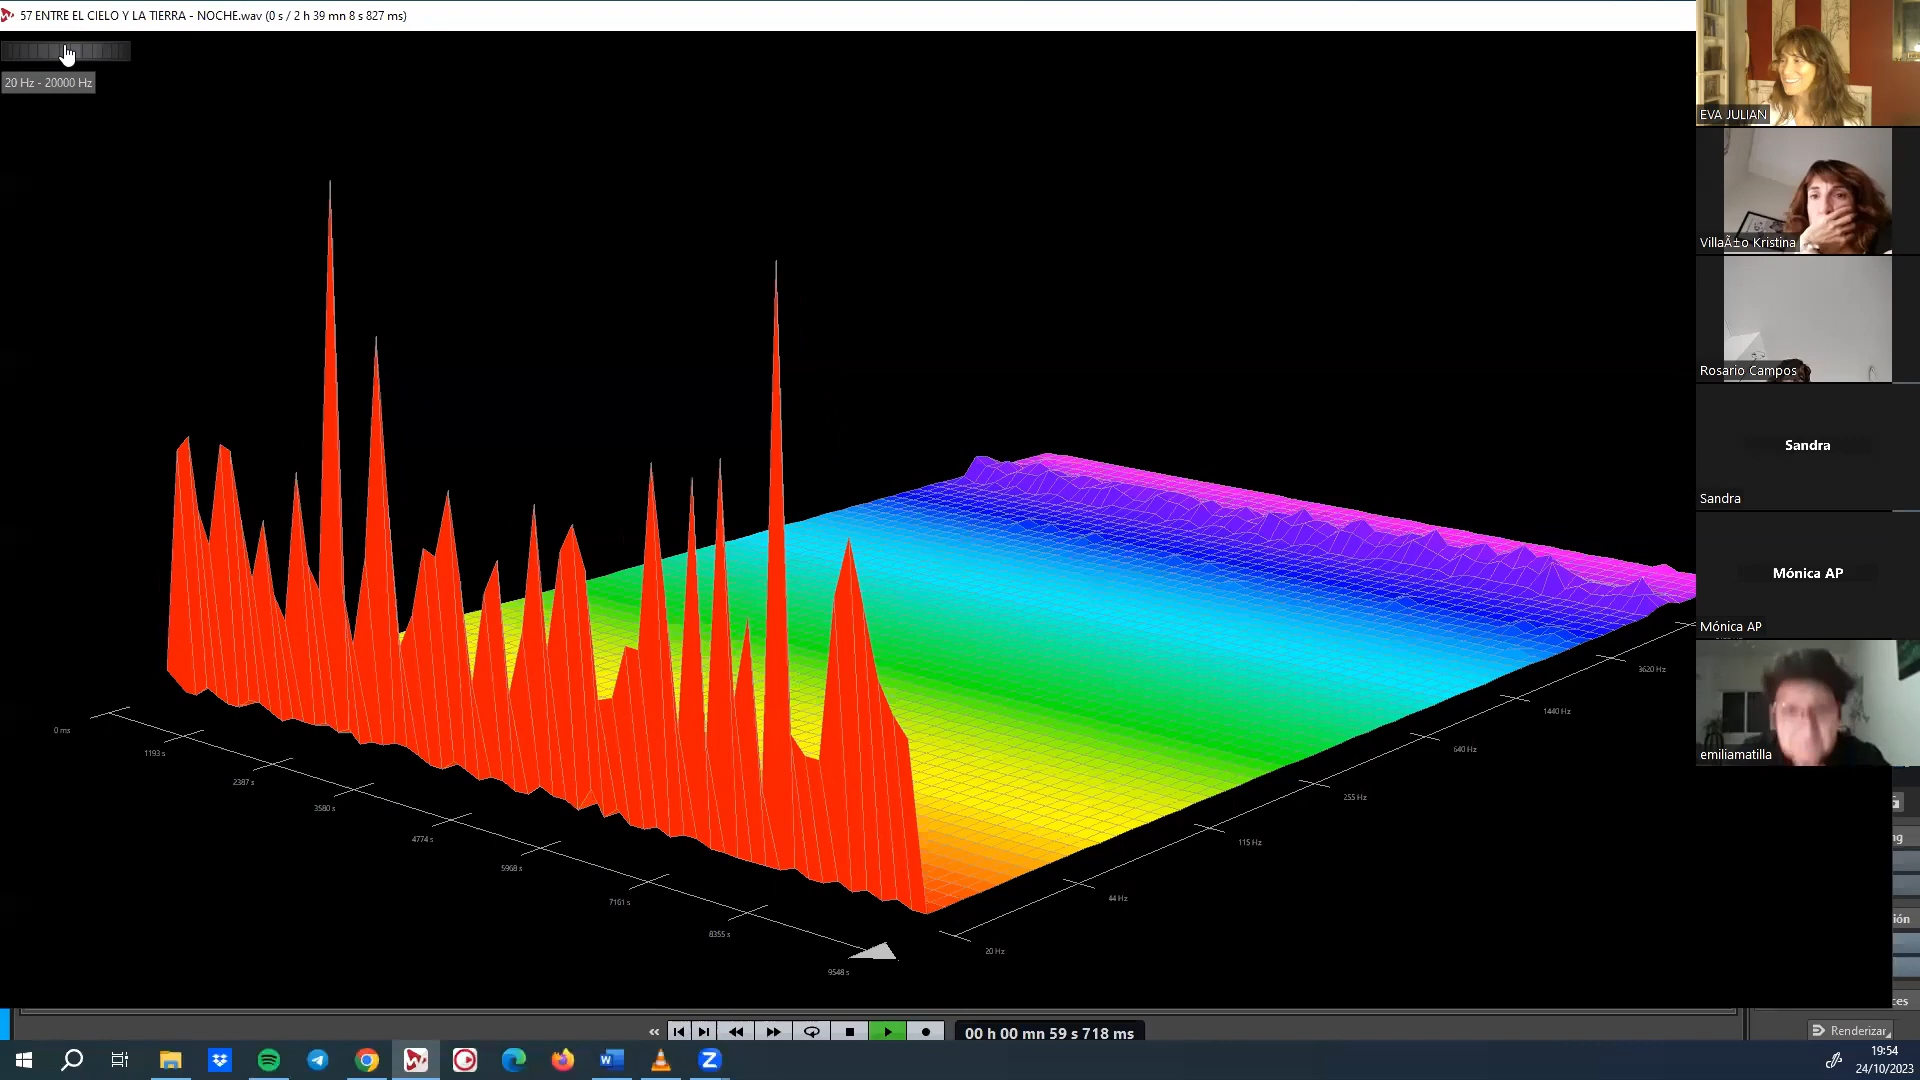 57 ENTRE EL CIELO Y LA TIERRA - NOCHE.wav (0 s / 2 h 39 mn 8 s 827 ms)
20 Hz - 20000 Hz
EVA JULIAN
VillaÃ±o Kristina
Rosario Campos
Sandra
Sandra
Mónica AP
Mónica AP
emiliamatilla
0 ms
1193 s
2387 s
3580 s
4774 s
5968 s
7161 s
8355 s
9548 s
20 Hz
44 Hz
115 Hz
255 Hz
640 Hz
1440 Hz
3620 Hz
ng
ión
ces
00 h 00 mn 59 s 718 ms
Renderizar
19:54
24/10/2023